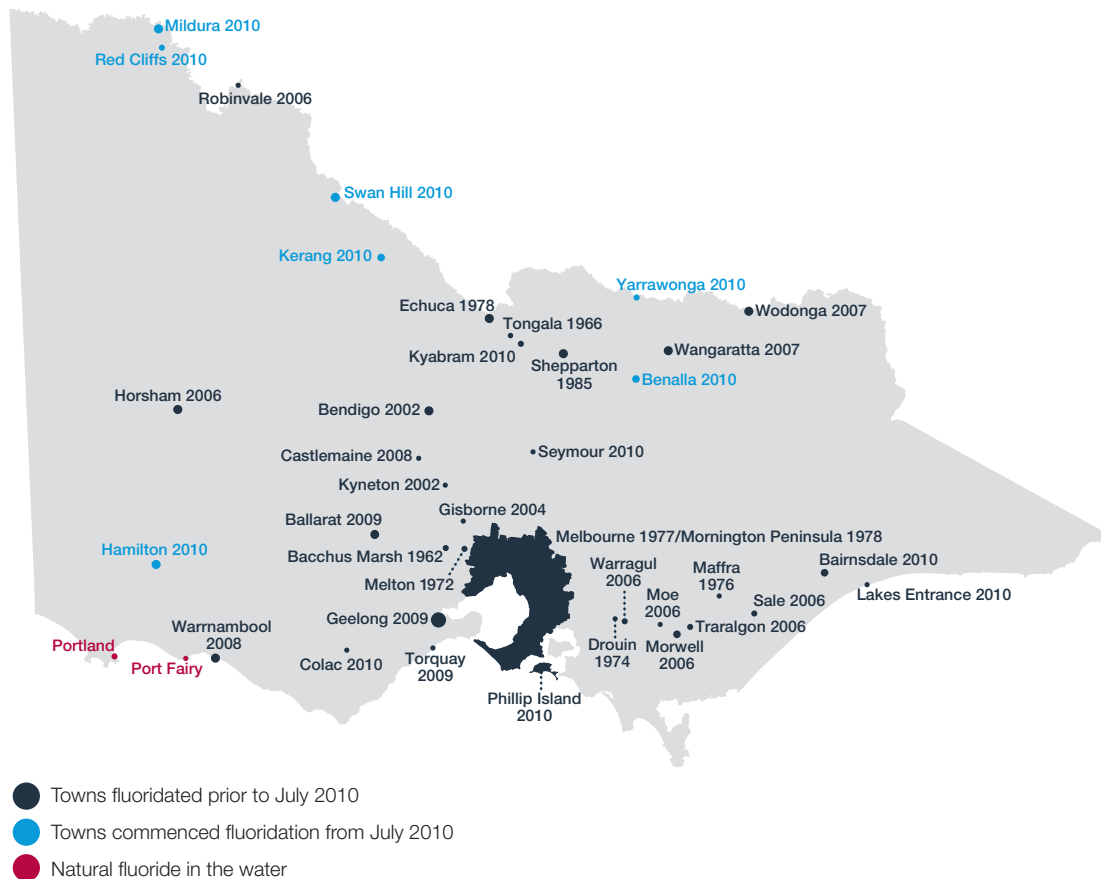 Mildura 2010
Red Cliffs 2010
Robinvale 2006
Swan Hill 2010
Kerang 2010
Yarrawonga 2010
Echuca 1978
Wodonga 2007
Tongala 1966
Kyabram 2010
Wangaratta 2007
Shepparton
1985
Benalla 2010
Horsham 2006
Bendigo 2002
Castlemaine 2008
Seymour 2010
Kyneton 2002
Gisborne 2004
Ballarat 2009
Melbourne 1977/Mornington Peninsula 1978
Hamilton 2010
Bacchus Marsh 1962
Melton 1972
Warragul
2006
Maffra
1976
Bairnsdale 2010
Lakes Entrance 2010
Moe
2006
Sale 2006
Geelong 2009
Traralgon 2006
Warrnambool
2008
Portland
Port Fairy
Colac 2010
Torquay
2009
Drouin
1974
Morwell
2006
Phillip Island
2010
Towns fluoridated prior to July 2010
Towns commenced fluoridation from July 2010
Natural fluoride in the water